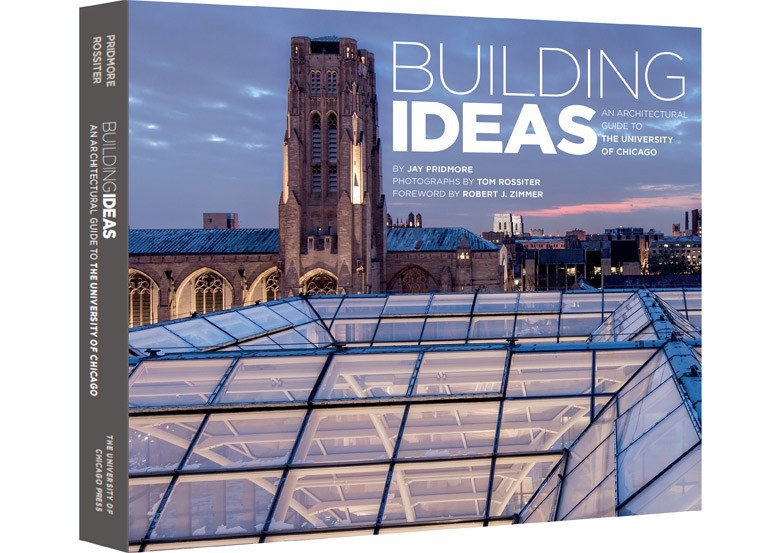 PRIDMORE
ROSSITER
BUILDINGIDEAS
AN ARCHITECTURAL GUIDE TO THE UNIVERSITY OF CHICAGO
THE UNIVERSITY OF
CHICAGO PRESS
BUILDING
IDEAS
AN ARCHITECTURAL
GUIDE TO
THE UNIVERSITY
OF CHICAGO
BY JAY PRIDMORE
PHOTOGRAPHS BY TOM ROSSITER
FOREWORD BY ROBERT J. ZIMMER